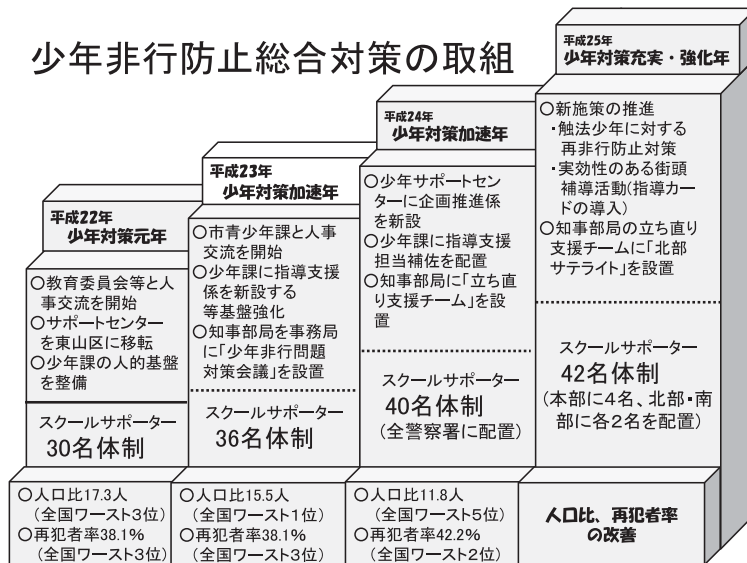 少年非行防止総合対策の取組
平成22年
少年対策元年
○教育委員会等と人
事交流を開始
○サポートセンター
を東山区に移転
○少年課の人的基盤
を整備
スクールサポーター
30名体制
○人口比17.3人
(全国ワースト3位)
○再犯者率38.1%
(全国ワースト3位)
平成23年
少年対策加速年
○市青少年課と人事
交流を開始
○少年課に指導支援
係を新設する
等基盤強化
○知事部局を事務局
に「少年非行問題
対策会議」を設置
スクールサポーター
36名体制
○人口比15.5人
(全国ワースト1位)
○再犯者率38.1%
(全国ワースト3位)
平成24年
少年対策加速年
○少年サポートセン
ターに企画推進係
を新設
○少年課に指導支援
担当補佐を配置
○知事部局に「立ち直
り支援チーム」を設
置
スクールサポーター
40名体制
(全警察署に配置)
○人口比11.8人
(全国ワースト5位)
○再犯者率42.2%
(全国ワースト2位)
平成25年
少年対策充実・強化年
○新施策の推進
・触法少年に対する
再非行防止対策
・実効性のある街頭
補導活動(指導カー
ドの導入)
○知事部局の立ち直り
支援チームに「北部
サテライト」を設置
スクールサポーター
42名体制
(本部に4名、北部・南
部に各2名を配置)
人口比、再犯者率
の改善